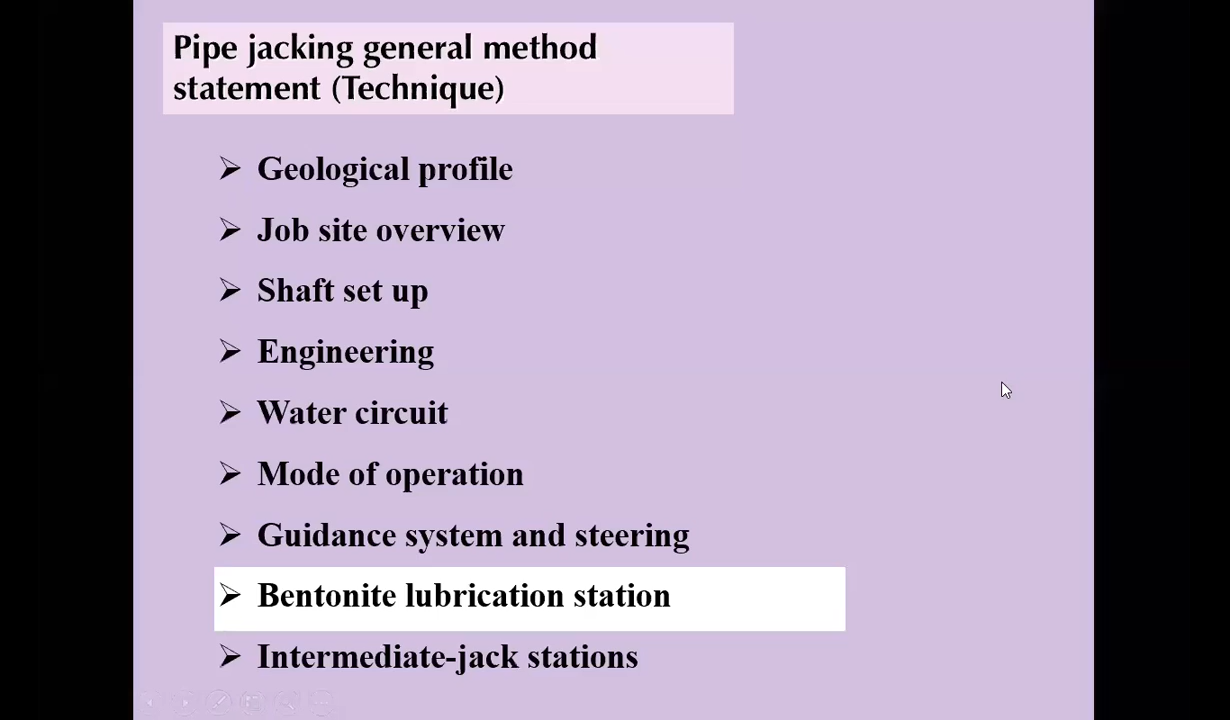 Pipe jacking general method
statement (Technique)
➢ Geological profile
➢ Job site overview
➢ Shaft set up
➢ Engineering
➢ Water circuit
➢ Mode of operation
➢ Guidance system and steering
➢ Bentonite lubrication station
➢ Intermediate-jack stations